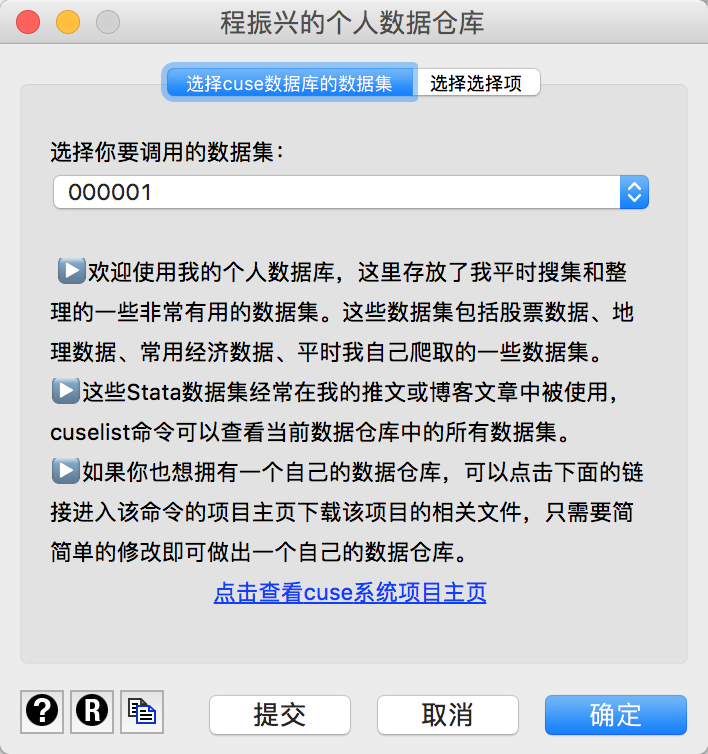 程振兴的个人数据仓库
选择cuse数据库的数据集
选择选择项
选择你要调用的数据集：
000001
欢迎使用我的个人数据库，这里存放了我平时搜集和整
理的一些非常有用的数据集。这些数据集包括股票数据、地
理数据、常用经济数据、平时我自己爬取的一些数据集。
这些Stata数据集经常在我的推文或博客文章中被使用，
cuselist命令可以查看当前数据仓库中的所有数据集。
如果你也想拥有一个自己的数据仓库，可以点击下面的链
接进入该命令的项目主页下载该项目的相关文件，只需要简
简单的修改即可做出一个自己的数据仓库。
点击查看cuse系统项目主页
?
R
提交
取消
确定